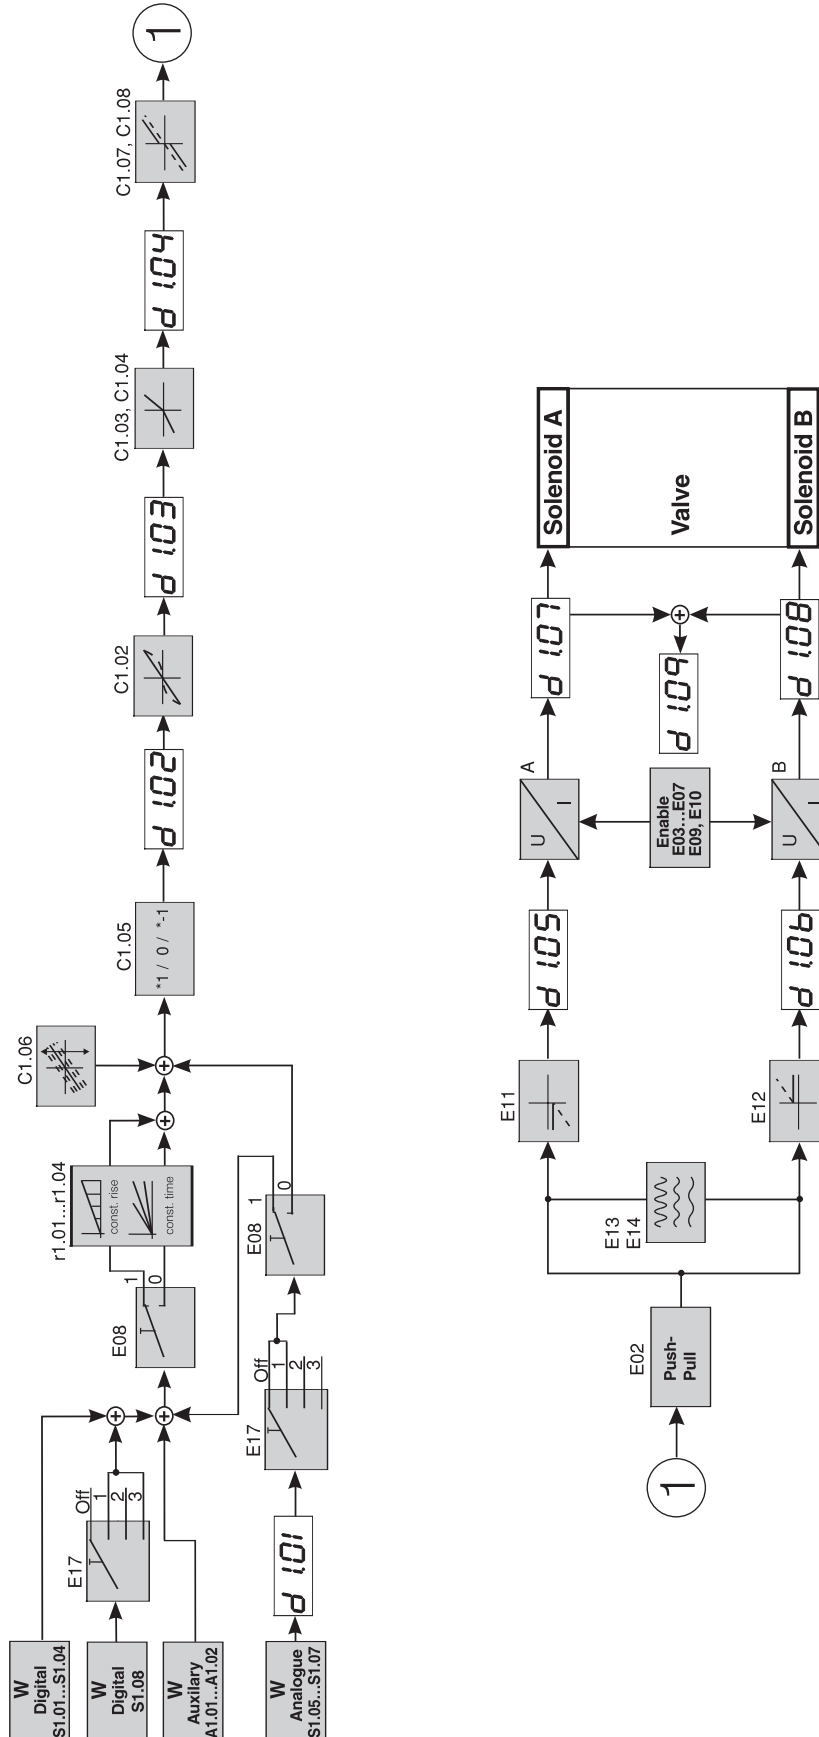 W
Digital
S1.01...S1.04
W
Digital
S1.08
E17
Off
1
2
3
W
Auxilary
A1.01...A1.02
W
Analogue
S1.05...S1.07
P 1.01
E17
Off
1
2
3
E08
1
0
E08
1
0
r1.01...r1.04
const. rise
const. time
C1.06
C1.05
*1 / 0 / *-1
P 1.02
C1.02
P 1.03
C1.03, C1.04
P 1.04
C1.07, C1.08
1
1
E02
Push-
Pull
E13
E14
E11
P 1.05
U
I
A
P 1.07
Solenoid A
Enable
E03...E07
E09, E10
P 1.09
Valve
E12
P 1.06
U
I
B
P 1.08
Solenoid B